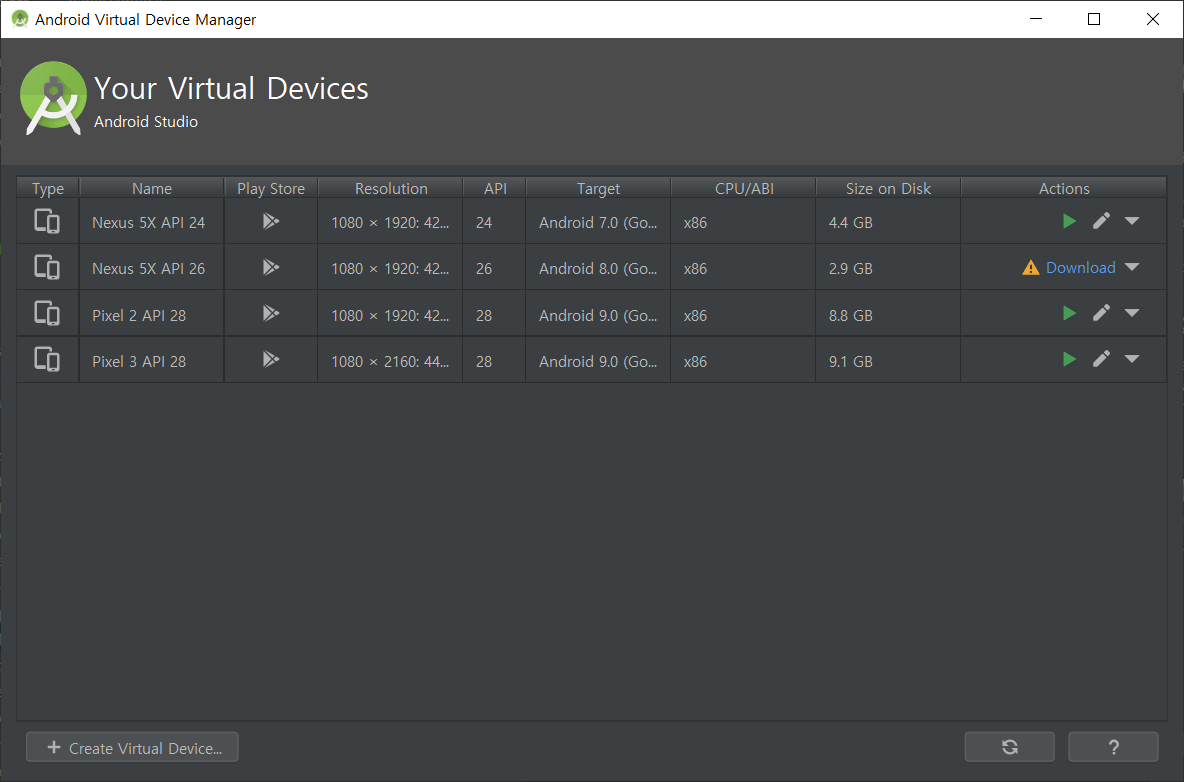 Android Virtual Device Manager
Your Virtual Devices
Android Studio
Type Name Play Store Resolution API Target CPU/ABI Size on Disk Actions
Nexus 5X API 24 1080 × 1920: 42... 24 Android 7.0 (Go... x86 4.4 GB
Nexus 5X API 26 1080 × 1920: 42... 26 Android 8.0 (Go... x86 2.9 GB Download
Pixel 2 API 28 1080 × 1920: 42... 28 Android 9.0 (Go... x86 8.8 GB
Pixel 3 API 28 1080 × 2160: 44... 28 Android 9.0 (Go... x86 9.1 GB
+ Create Virtual Device... ?